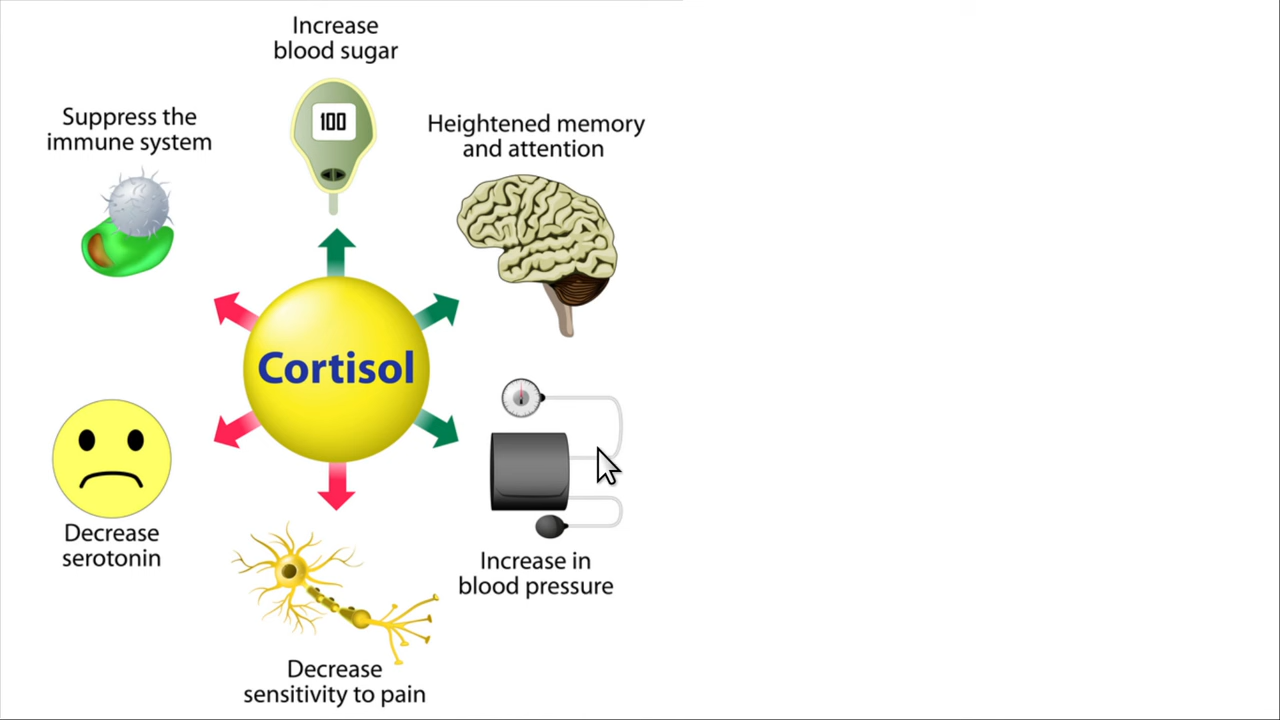 Increase
blood sugar
100
Suppress the
immune system
Heightened memory
and attention
Cortisol
Decrease
serotonin
Increase in
blood pressure
Decrease
sensitivity to pain